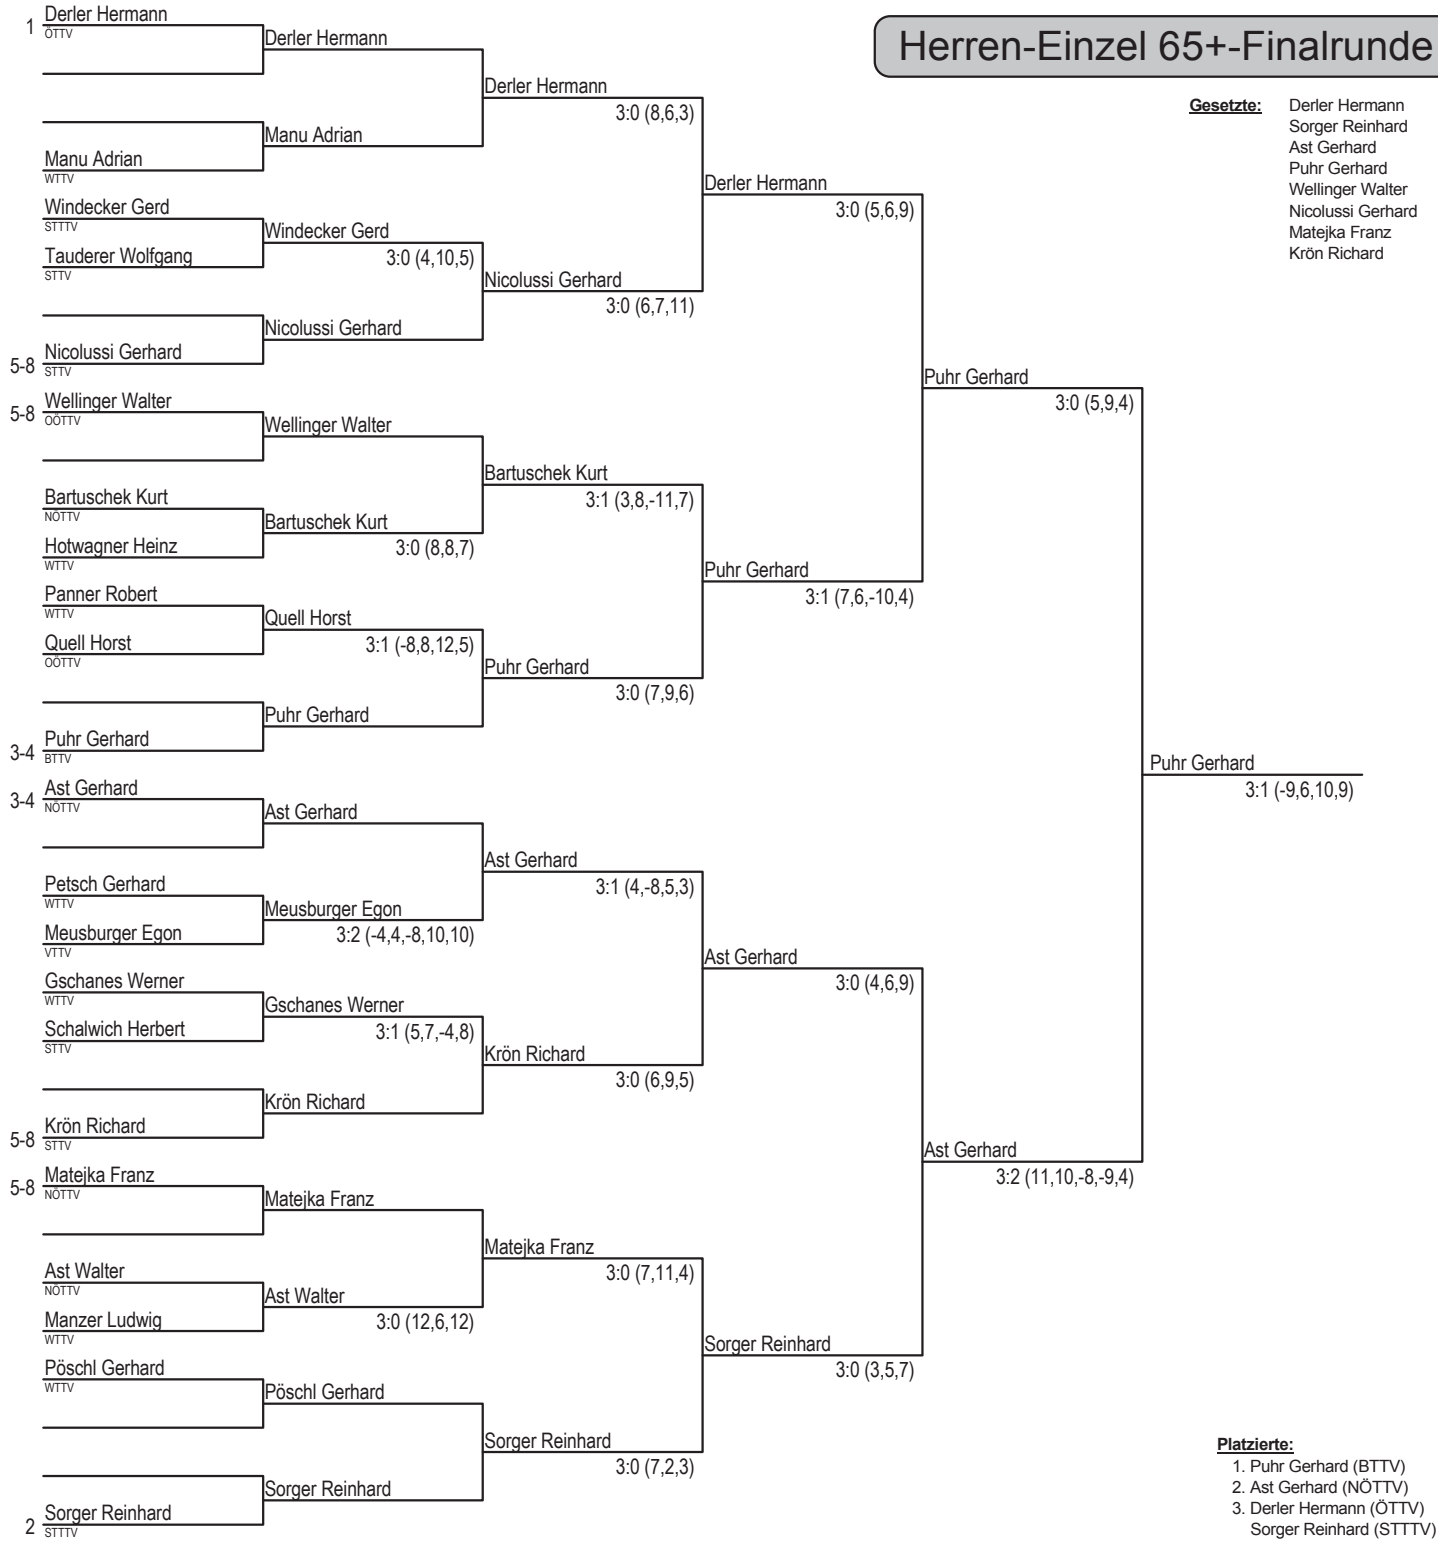 Herren-Einzel 65+-Finalrunde
Gesetzte: Derler Hermann
Sorger Reinhard
Ast Gerhard
Puhr Gerhard
Wellinger Walter
Nicolussi Gerhard
Matejka Franz
Krön Richard
1 Derler Hermann
ÖTTV
Manu Adrian
WTTV
Windecker Gerd
STTTV
Tauderer Wolfgang
STTV
5-8 Nicolussi Gerhard
STTV
5-8 Wellinger Walter
OÖTTV
Bartuschek Kurt
NÖTTV
Hotwagner Heinz
WTTV
Panner Robert
WTTV
Quell Horst
OÖTTV
3-4 Puhr Gerhard
BTTV
3-4 Ast Gerhard
NÖTTV
Petsch Gerhard
WTTV
Meusburger Egon
VTTV
Gschanes Werner
WTTV
Schalwich Herbert
STTV
5-8 Krön Richard
STTV
5-8 Matejka Franz
NÖTTV
Ast Walter
NÖTTV
Manzer Ludwig
WTTV
Pöschl Gerhard
WTTV
2 Sorger Reinhard
STTTV
Derler Hermann
Manu Adrian
Windecker Gerd
3:0 (4,10,5)
Nicolussi Gerhard
Wellinger Walter
Bartuschek Kurt
3:0 (8,8,7)
Quell Horst
3:1 (-8,8,12,5)
Puhr Gerhard
Ast Gerhard
Meusburger Egon
3:2 (-4,4,-8,10,10)
Gschanes Werner
3:1 (5,7,-4,8)
Krön Richard
Matejka Franz
Ast Walter
3:0 (12,6,12)
Pöschl Gerhard
Sorger Reinhard
Derler Hermann
3:0 (8,6,3)
Nicolussi Gerhard
3:0 (6,7,11)
Bartuschek Kurt
3:1 (3,8,-11,7)
Puhr Gerhard
3:0 (7,9,6)
Ast Gerhard
3:1 (4,-8,5,3)
Krön Richard
3:0 (6,9,5)
Matejka Franz
3:0 (7,11,4)
Sorger Reinhard
3:0 (7,2,3)
Derler Hermann
3:0 (5,6,9)
Puhr Gerhard
3:1 (7,6,-10,4)
Ast Gerhard
3:0 (4,6,9)
Sorger Reinhard
3:0 (3,5,7)
Puhr Gerhard
3:0 (5,9,4)
Ast Gerhard
3:2 (11,10,-8,-9,4)
Puhr Gerhard
3:1 (-9,6,10,9)
Platzierte:
1. Puhr Gerhard (BTTV)
2. Ast Gerhard (NÖTTV)
3. Derler Hermann (ÖTTV)
Sorger Reinhard (STTTV)